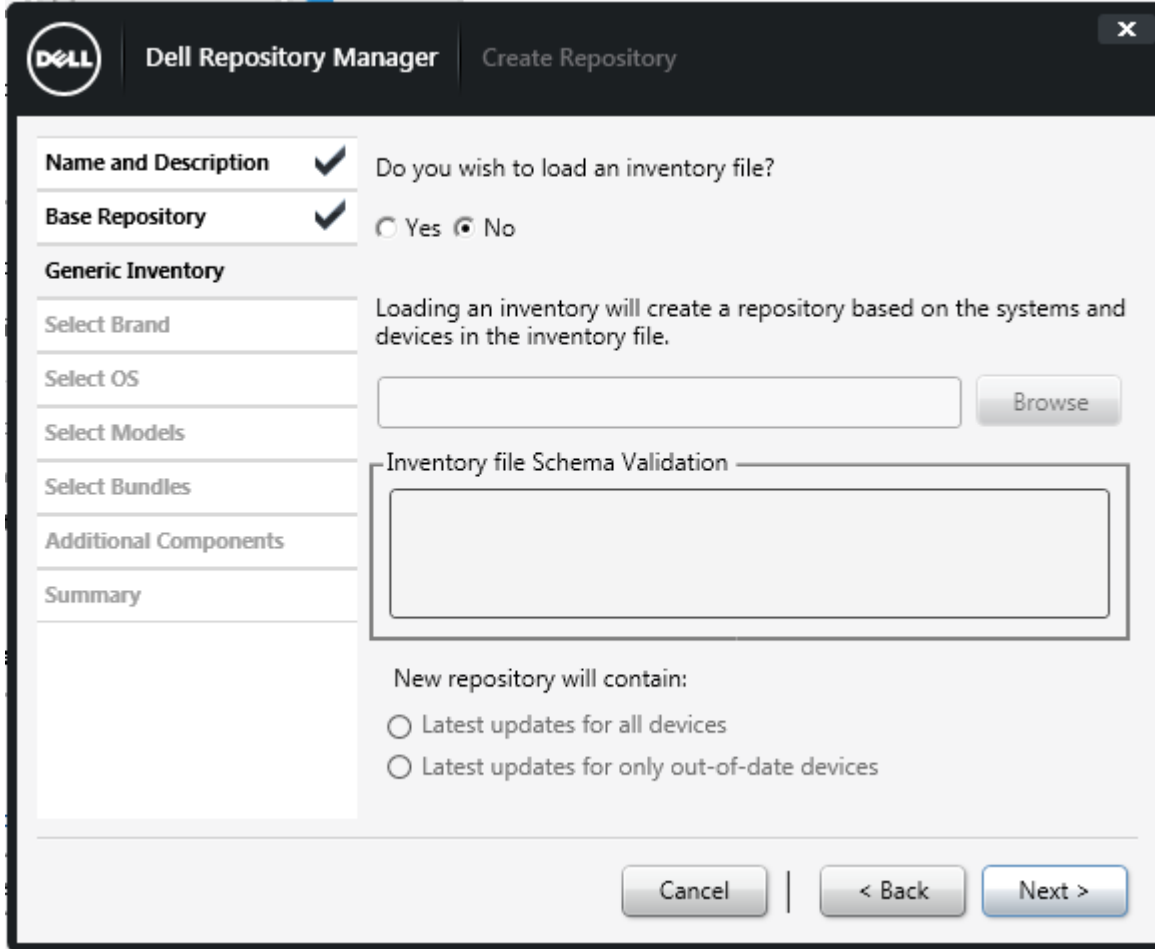 DELL
Dell Repository Manager
Create Repository
x
Name and Description
Base Repository
Generic Inventory
Select Brand
Select OS
Select Models
Select Bundles
Additional Components
Summary
Do you wish to load an inventory file?
Yes No
Loading an inventory will create a repository based on the systems and
devices in the inventory file.
Browse
Inventory file Schema Validation
New repository will contain:
Latest updates for all devices
Latest updates for only out-of-date devices
Cancel
< Back
Next >